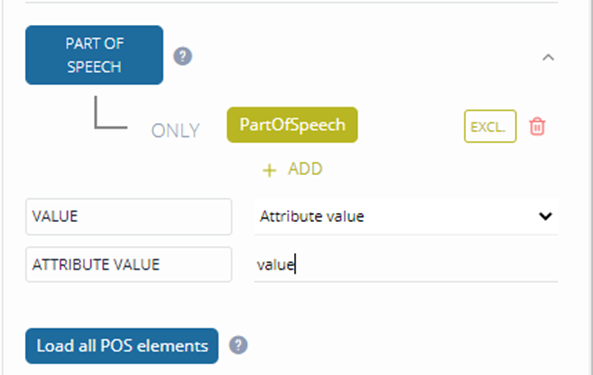 PART OF
SPEECH
?
ONLY PartOfSpeech EXCL.
+ ADD
VALUE Attribute value
ATTRIBUTE VALUE value
Load all POS elements ?